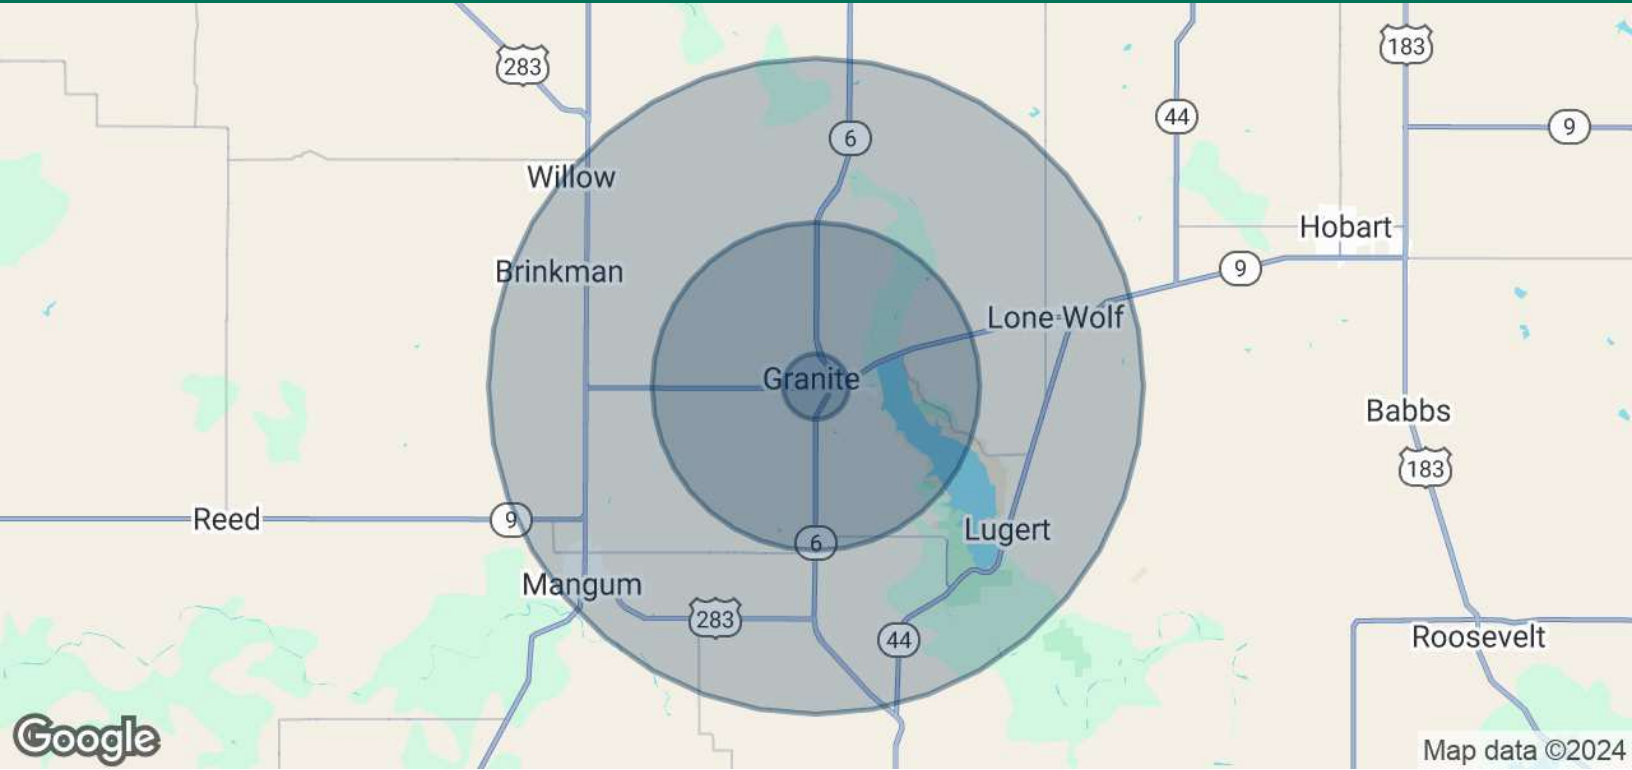 283
183
44
9
6
Willow
Hobart
Brinkman
9
Lone Wolf
Granite
Babbs
183
Reed
9
Lugert
6
Mangum
283
44
Roosevelt
Google
Map data ©2024